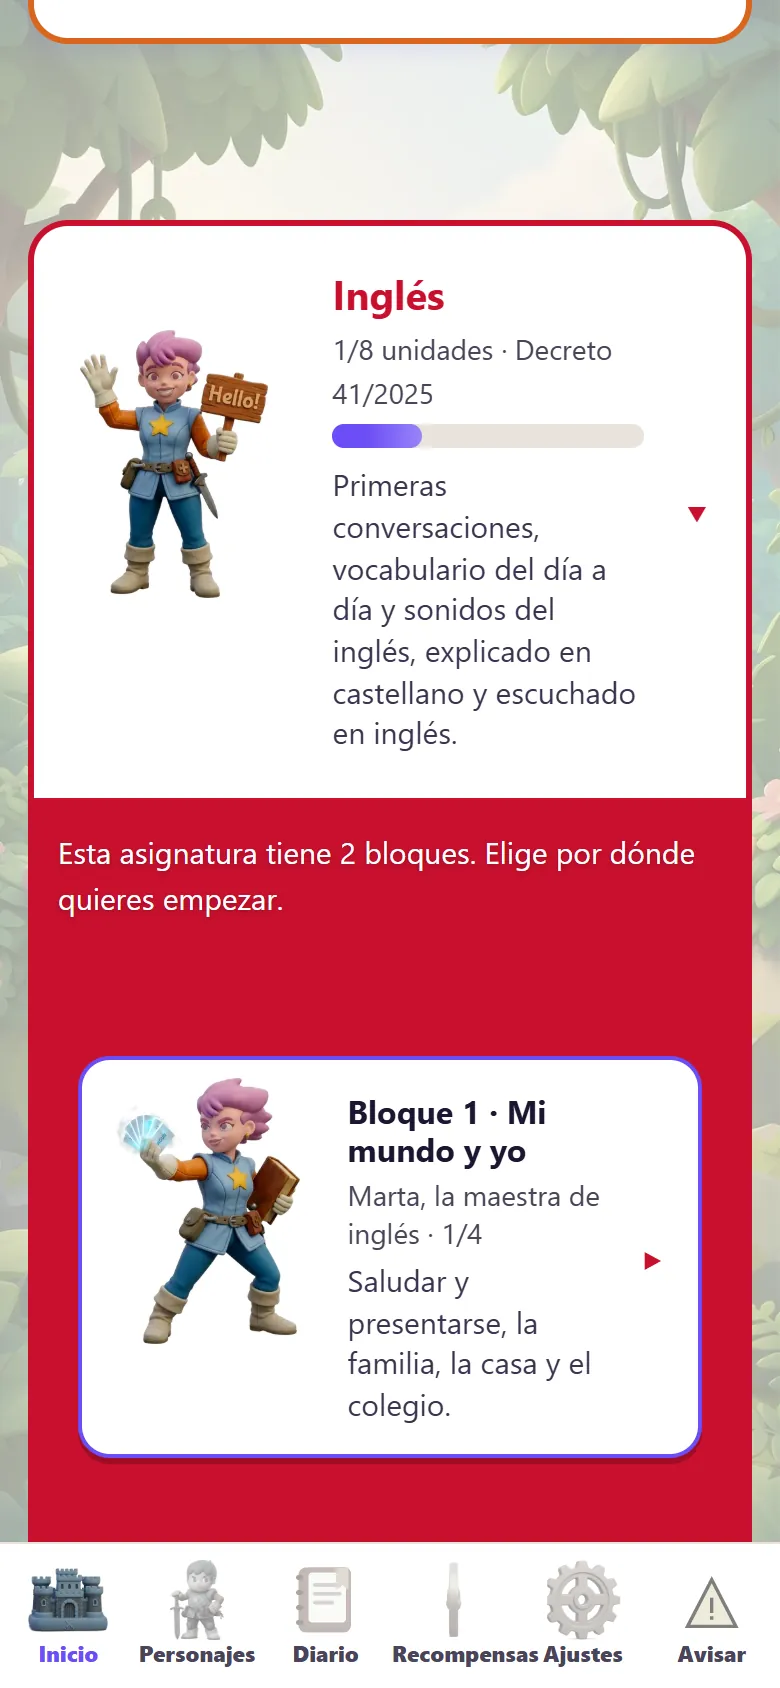 Inglés
1/8 unidades · Decreto
41/2025
Hello!
Primeras
conversaciones,
vocabulario del día a
día y sonidos del
inglés, explicado en
castellano y escuchado
en inglés.
Esta asignatura tiene 2 bloques. Elige por dónde
quieres empezar.
Bloque 1 · Mi
mundo y yo
Marta, la maestra de
inglés · 1/4
Saludar y
presentarse, la
familia, la casa y el
colegio.
Inicio
Personajes
Diario
Recompensas
Ajustes
Avisar